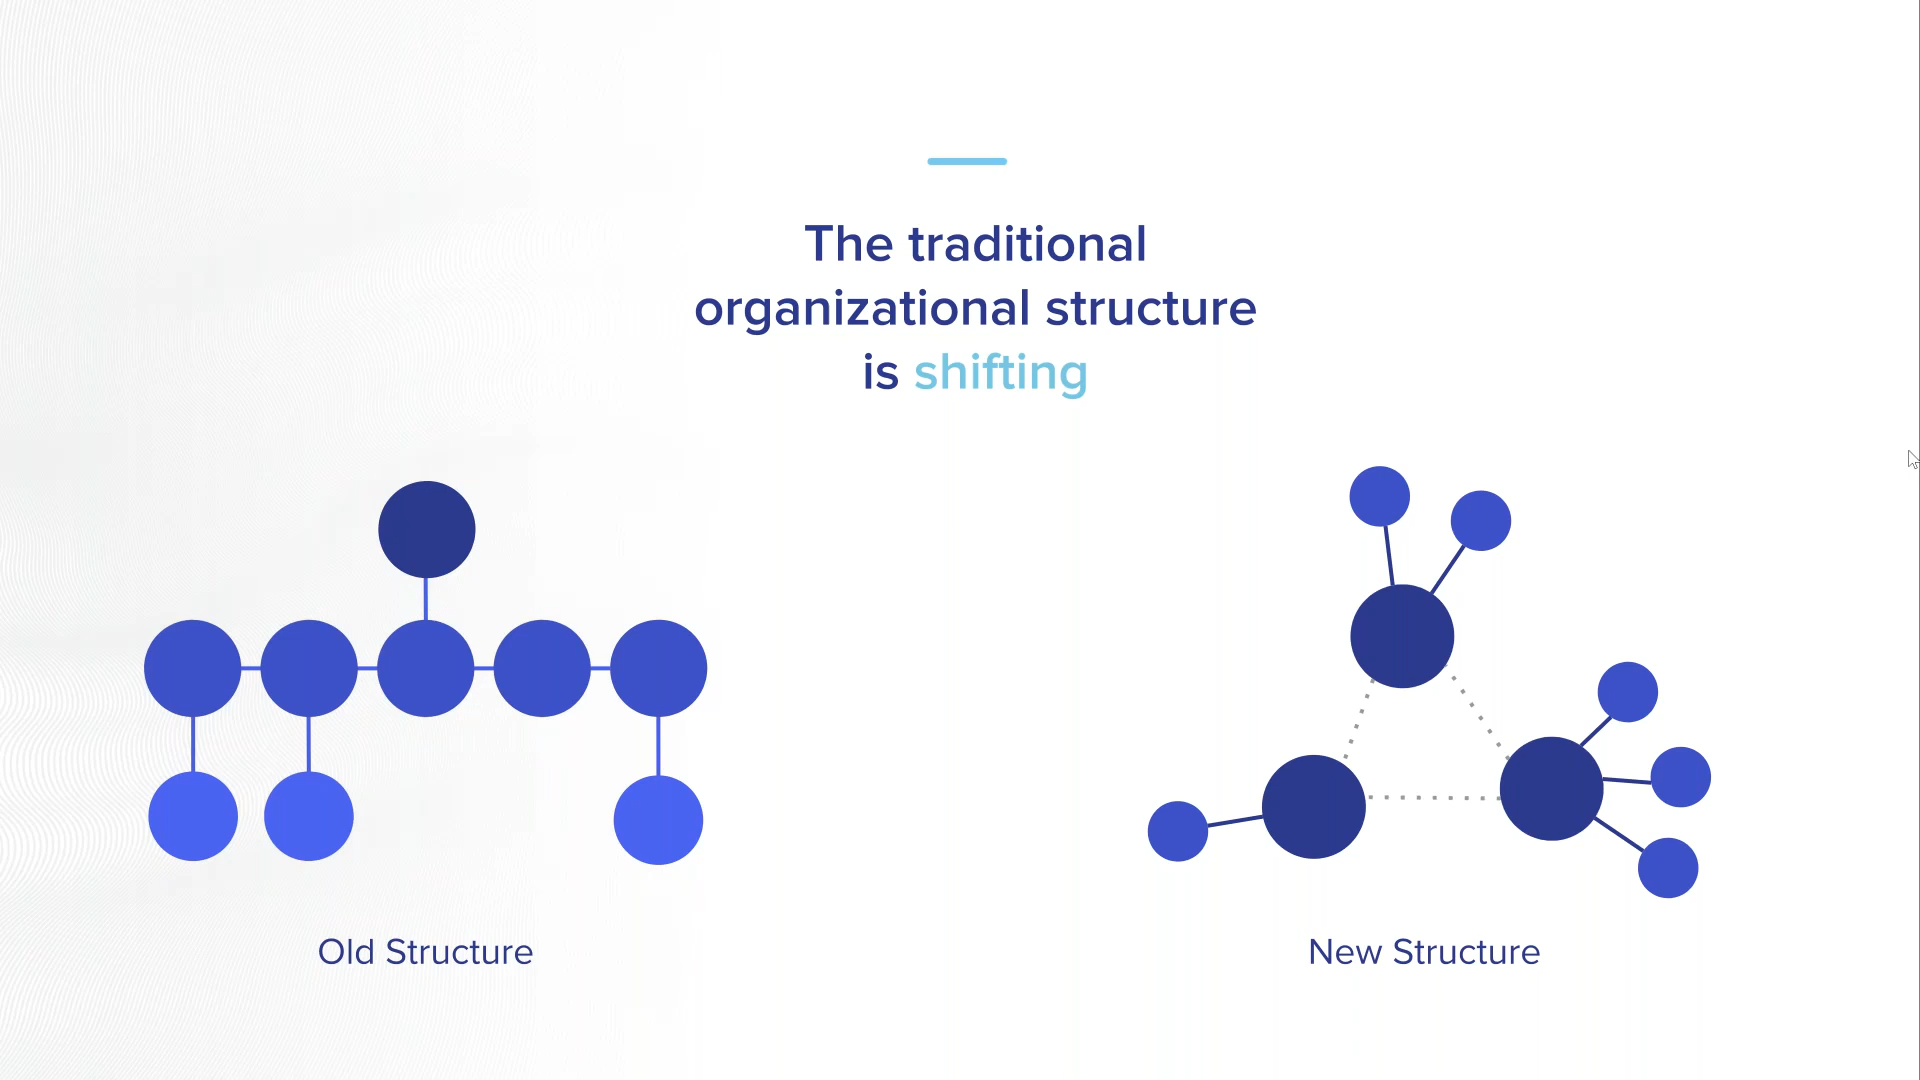 The traditional
organizational structure
is shifting
Old Structure
New Structure